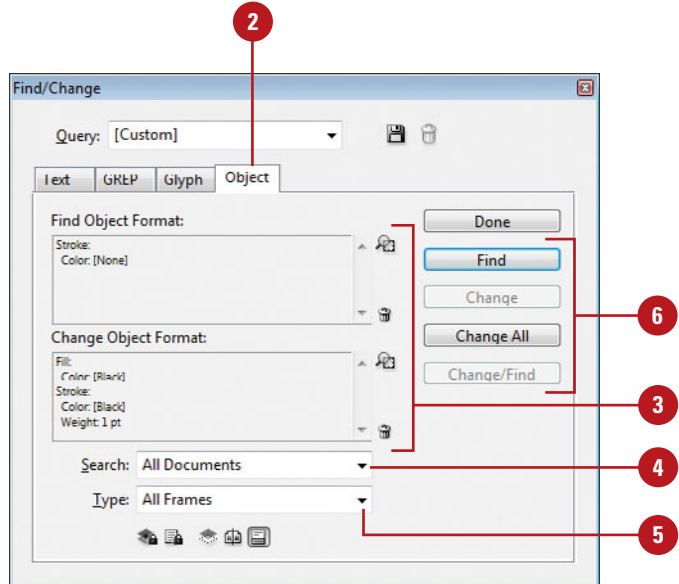 2
Find/Change
Query: [Custom]
Text GREP Glyph Object
Find Object Format:
Stroke:
Color: [None]
Done
Find
Change
Change All
Change/Find
6
Change Object Format:
Fill:
Color: [Black]
Stroke:
Color: [Black]
Weight: 1 pt
3
Search: All Documents
4
Type: All Frames
5